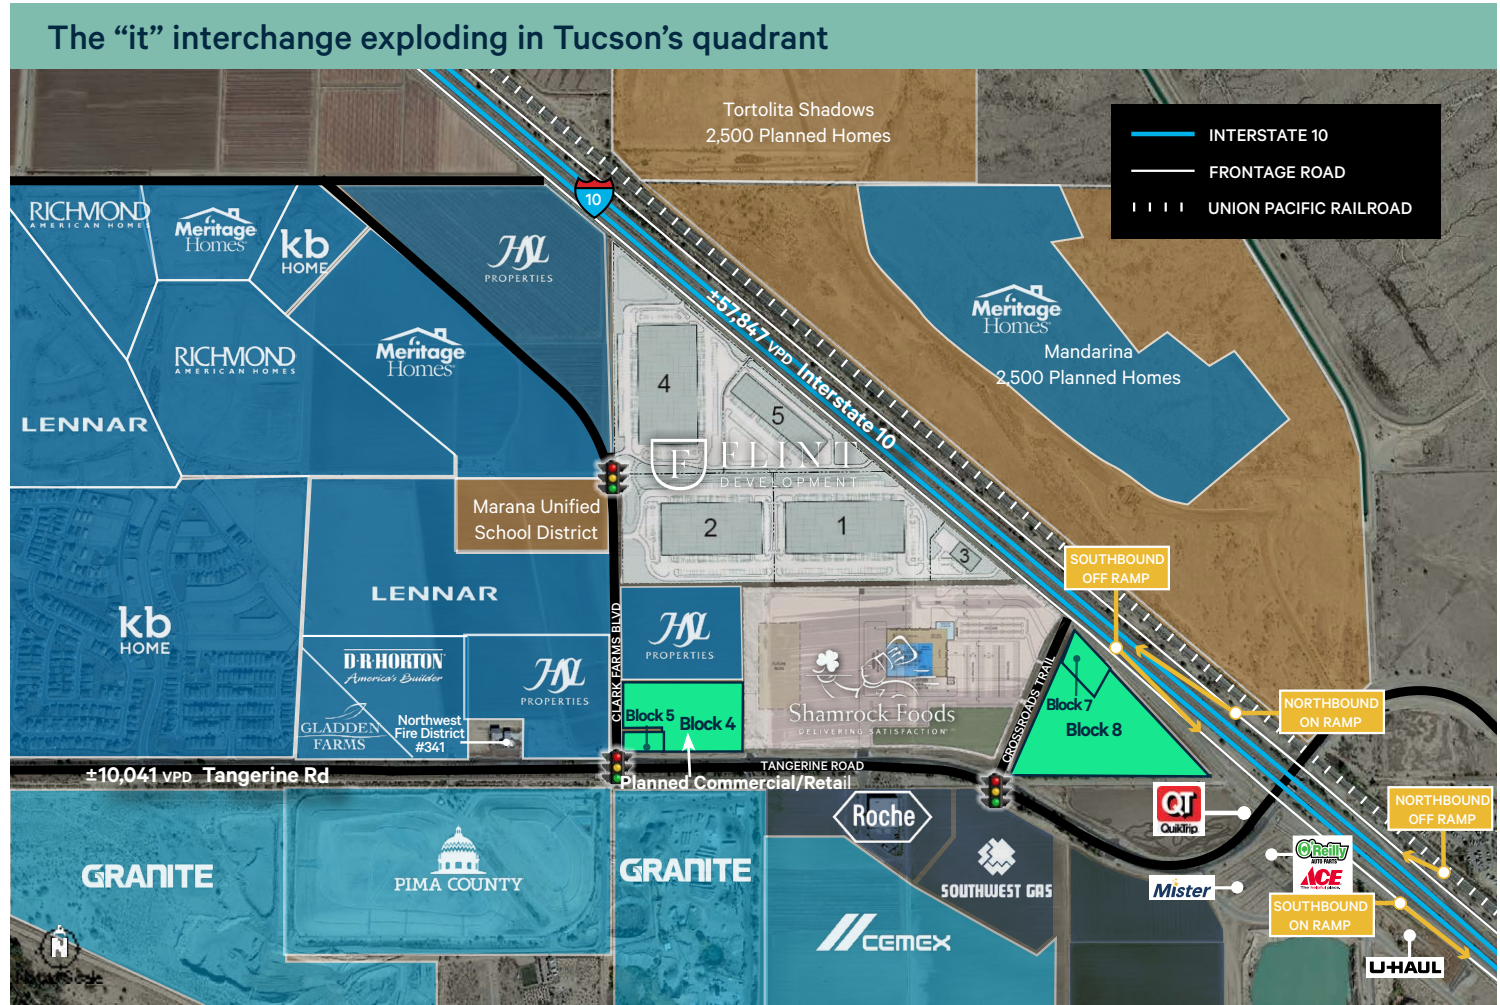 The “it” interchange exploding in Tucson’s quadrant
Tortolita Shadows
2,500 Planned Homes
INTERSTATE 10
FRONTAGE ROAD
UNION PACIFIC RAILROAD
10
RICHMOND
AMERICAN HOMES
Meritage
Homes
kb
HOME
HSL
PROPERTIES
Meritage
Homes
Mandarina
2,500 Planned Homes
±57,847 VPD Interstate 10
RICHMOND
AMERICAN HOMES
Meritage
Homes
LENNAR
4
5
F FLINT
DEVELOPMENT
2
1
3
Marana Unified
School District
SOUTHBOUND
OFF RAMP
LENNAR
kb
HOME
CLARK FARMS BLVD
HSL
PROPERTIES
D·R·HORTON
America's Builder
HSL
PROPERTIES
GLADDEN
FARMS
Northwest
Fire District
#341
Block 5
Block 4
Shamrock Foods
DELIVERING SATISFACTION
CROSSROADS TRAIL
Block 7
Block 8
NORTHBOUND
ON RAMP
±10,041 VPD Tangerine Rd
TANGERINE ROAD
Planned Commercial/Retail
QT
QuikTrip
NORTHBOUND
OFF RAMP
Roche
GRANITE
PIMA COUNTY
GRANITE
SOUTHWEST GAS
O'Reilly
AUTO PARTS
ACE
The helpful place.
Mister
SOUTHBOUND
ON RAMP
CEMEX
U-HAUL
N